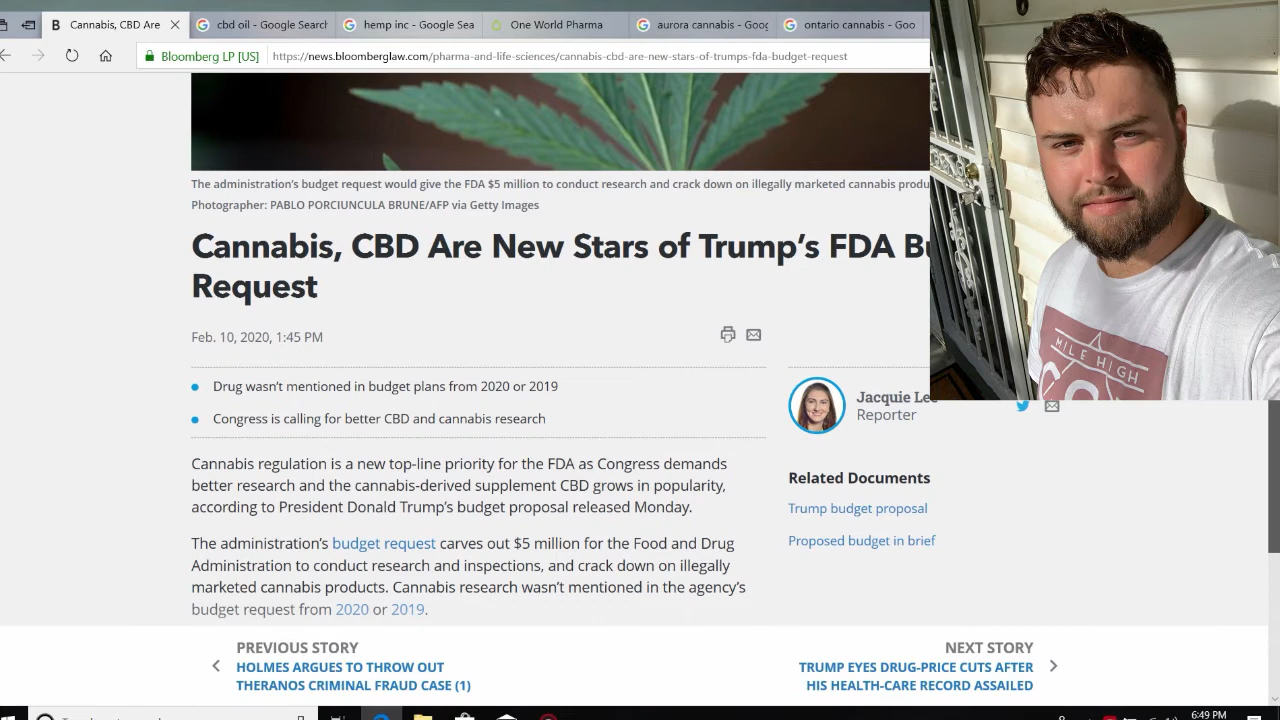 Cannabis, CBD Are
cbd oil - Google Search
hemp inc - Google Sea
One World Pharma
aurora cannabis - Goog
ontario cannabis - Goo
Bloomberg LP [US]
https://news.bloomberglaw.com/pharma-and-life-sciences/cannabis-cbd-are-new-stars-of-trumps-fda-budget-request
The administration's budget request would give the FDA $5 million to conduct research and crack down on illegally marketed cannabis produ
Photographer: PABLO PORCIUNCULA BRUNE/AFP via Getty Images
Cannabis, CBD Are New Stars of Trump's FDA Bu
Request
Feb. 10, 2020, 1:45 PM
Drug wasn't mentioned in budget plans from 2020 or 2019
Congress is calling for better CBD and cannabis research
Cannabis regulation is a new top-line priority for the FDA as Congress demands
better research and the cannabis-derived supplement CBD grows in popularity,
according to President Donald Trump's budget proposal released Monday.
The administration's budget request carves out $5 million for the Food and Drug
Administration to conduct research and inspections, and crack down on illegally
marketed cannabis products. Cannabis research wasn't mentioned in the agency's
budget request from 2020 or 2019.
Jacquie Lee
Reporter
Related Documents
Trump budget proposal
Proposed budget in brief
MILE HIGH
PREVIOUS STORY
HOLMES ARGUES TO THROW OUT
THERANOS CRIMINAL FRAUD CASE (1)
NEXT STORY
TRUMP EYES DRUG-PRICE CUTS AFTER
HIS HEALTH-CARE RECORD ASSAILED
6:49 PM